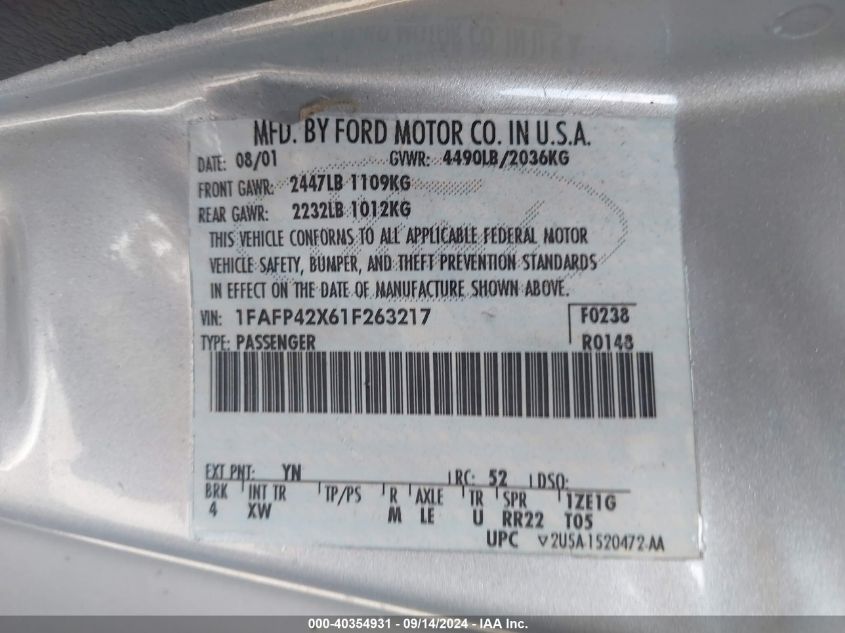 MFD. BY FORD MOTOR CO. IN U.S.A.
DATE: 08/01 GVWR: 4490LB/2036KG
FRONT GAWR: 2447LB 1109KG
REAR GAWR: 2232LB 1012KG
THIS VEHICLE CONFORMS TO ALL APPLICABLE FEDERAL MOTOR
VEHICLE SAFETY, BUMPER, AND THEFT PREVENTION STANDARDS
IN EFFECT ON THE DATE OF MANUFACTURE SHOWN ABOVE.
VIN: 1FAFP42X61F263217 F0238
TYPE: PASSENGER R0148
EXT PNT: YN RC: 52 DSO:
BRK INT TR TP/PS R AXLE TR SPR 1ZE1G
4 XW M LE U RR22 T05
UPC ▽2U5A 1520472 AA
000-40354931 - 09/14/2024 - IAA Inc.